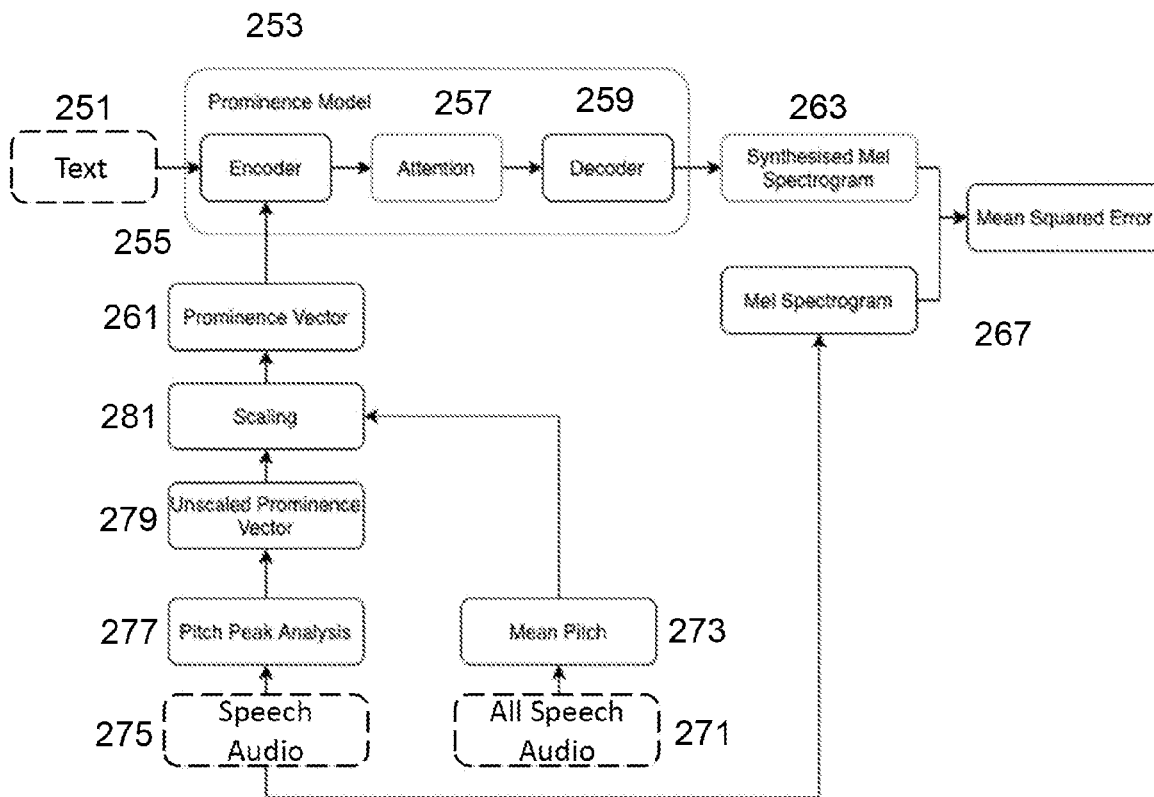 253
Prominence Model
257
259
251
263
Text
Encoder
Attention
Decoder
Synthesised Mel
Spectrogram
Mean Squared Error
255
261
Prominence Vector
Mel Spectrogram
267
281
Scaling
279
Unscaled Prominence
Vector
277
Pitch Peak Analysis
Mean Pitch
273
275
Speech
Audio
All Speech
Audio
271